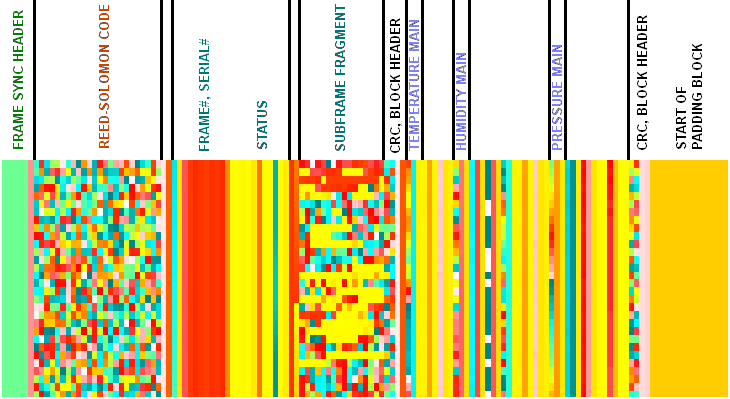 FRAME SYNC HEADER
REED-SOLOMON CODE
FRAME#, SERIAL#
STATUS
SUBFRAME FRAGMENT
CRC, BLOCK HEADER
TEMPERATURE MAIN
HUMIDITY MAIN
PRESSURE MAIN
CRC, BLOCK HEADER
START OF
PADDING BLOCK